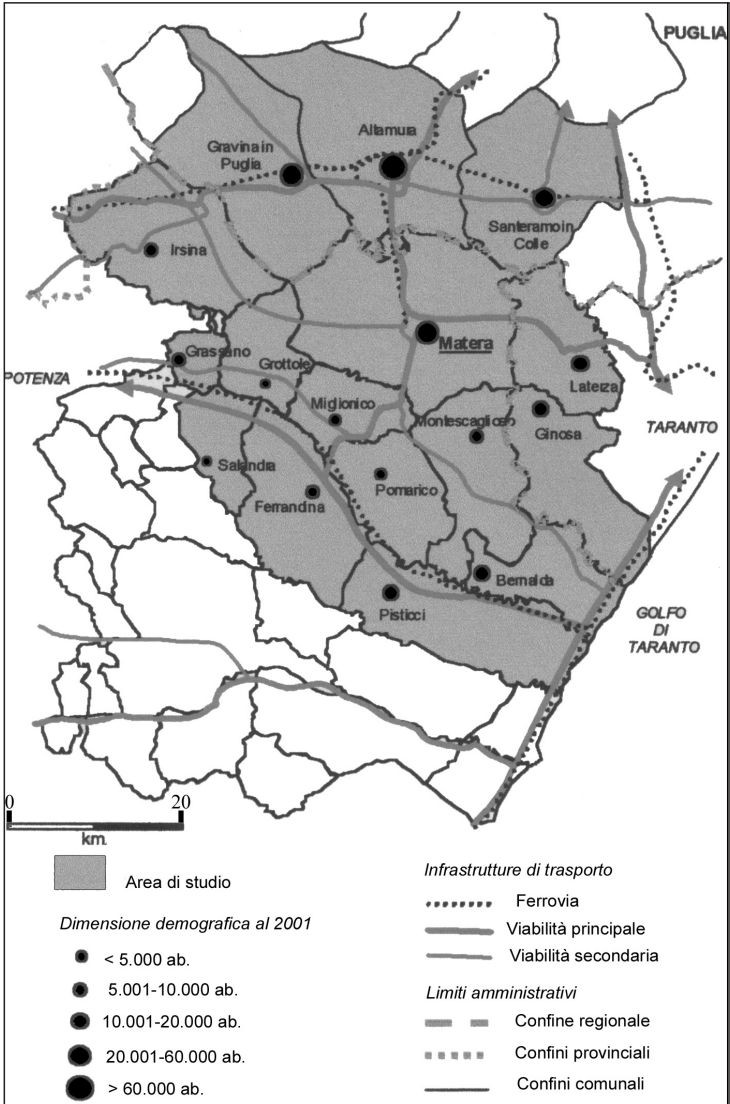 PUGLIA
Altamura
Gravina in
Puglia
Santeramo in
Colle
Irsina
Matera
Grassano
Grottole
Laterza
POTENZA
Miglionico
Montescaglioso
Ginosa
TARANTO
Salandra
Pomarico
Ferrandina
Bernalda
Pisticci
GOLFO
DI
TARANTO
0 20
km.
Area di studio
Dimensione demografica al 2001
< 5.000 ab.
5.001-10.000 ab.
10.001-20.000 ab.
20.001-60.000 ab.
> 60.000 ab.
Infrastrutture di trasporto
Ferrovia
Viabilità principale
Viabilità secondaria
Limiti amministrativi
Confine regionale
Confini provinciali
Confini comunali